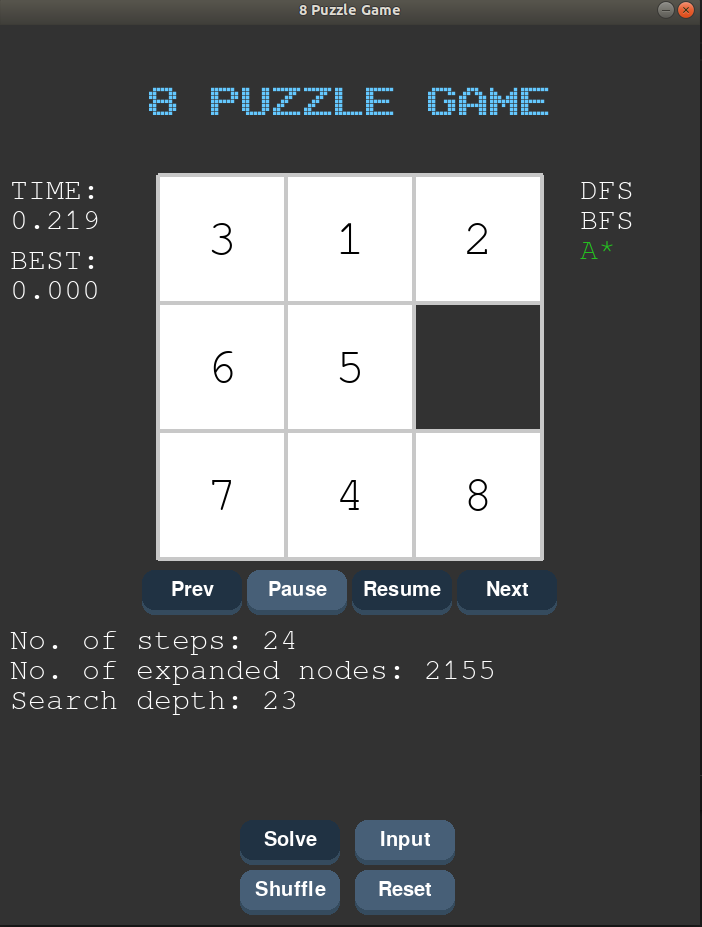 8 Puzzle Game
8 PUZZLE GAME
TIME:
0.219
BEST:
0.000
3 1 2
6 5
7 4 8
DFS
BFS
A*
Prev Pause Resume Next
No. of steps: 24
No. of expanded nodes: 2155
Search depth: 23
Solve Input
Shuffle Reset